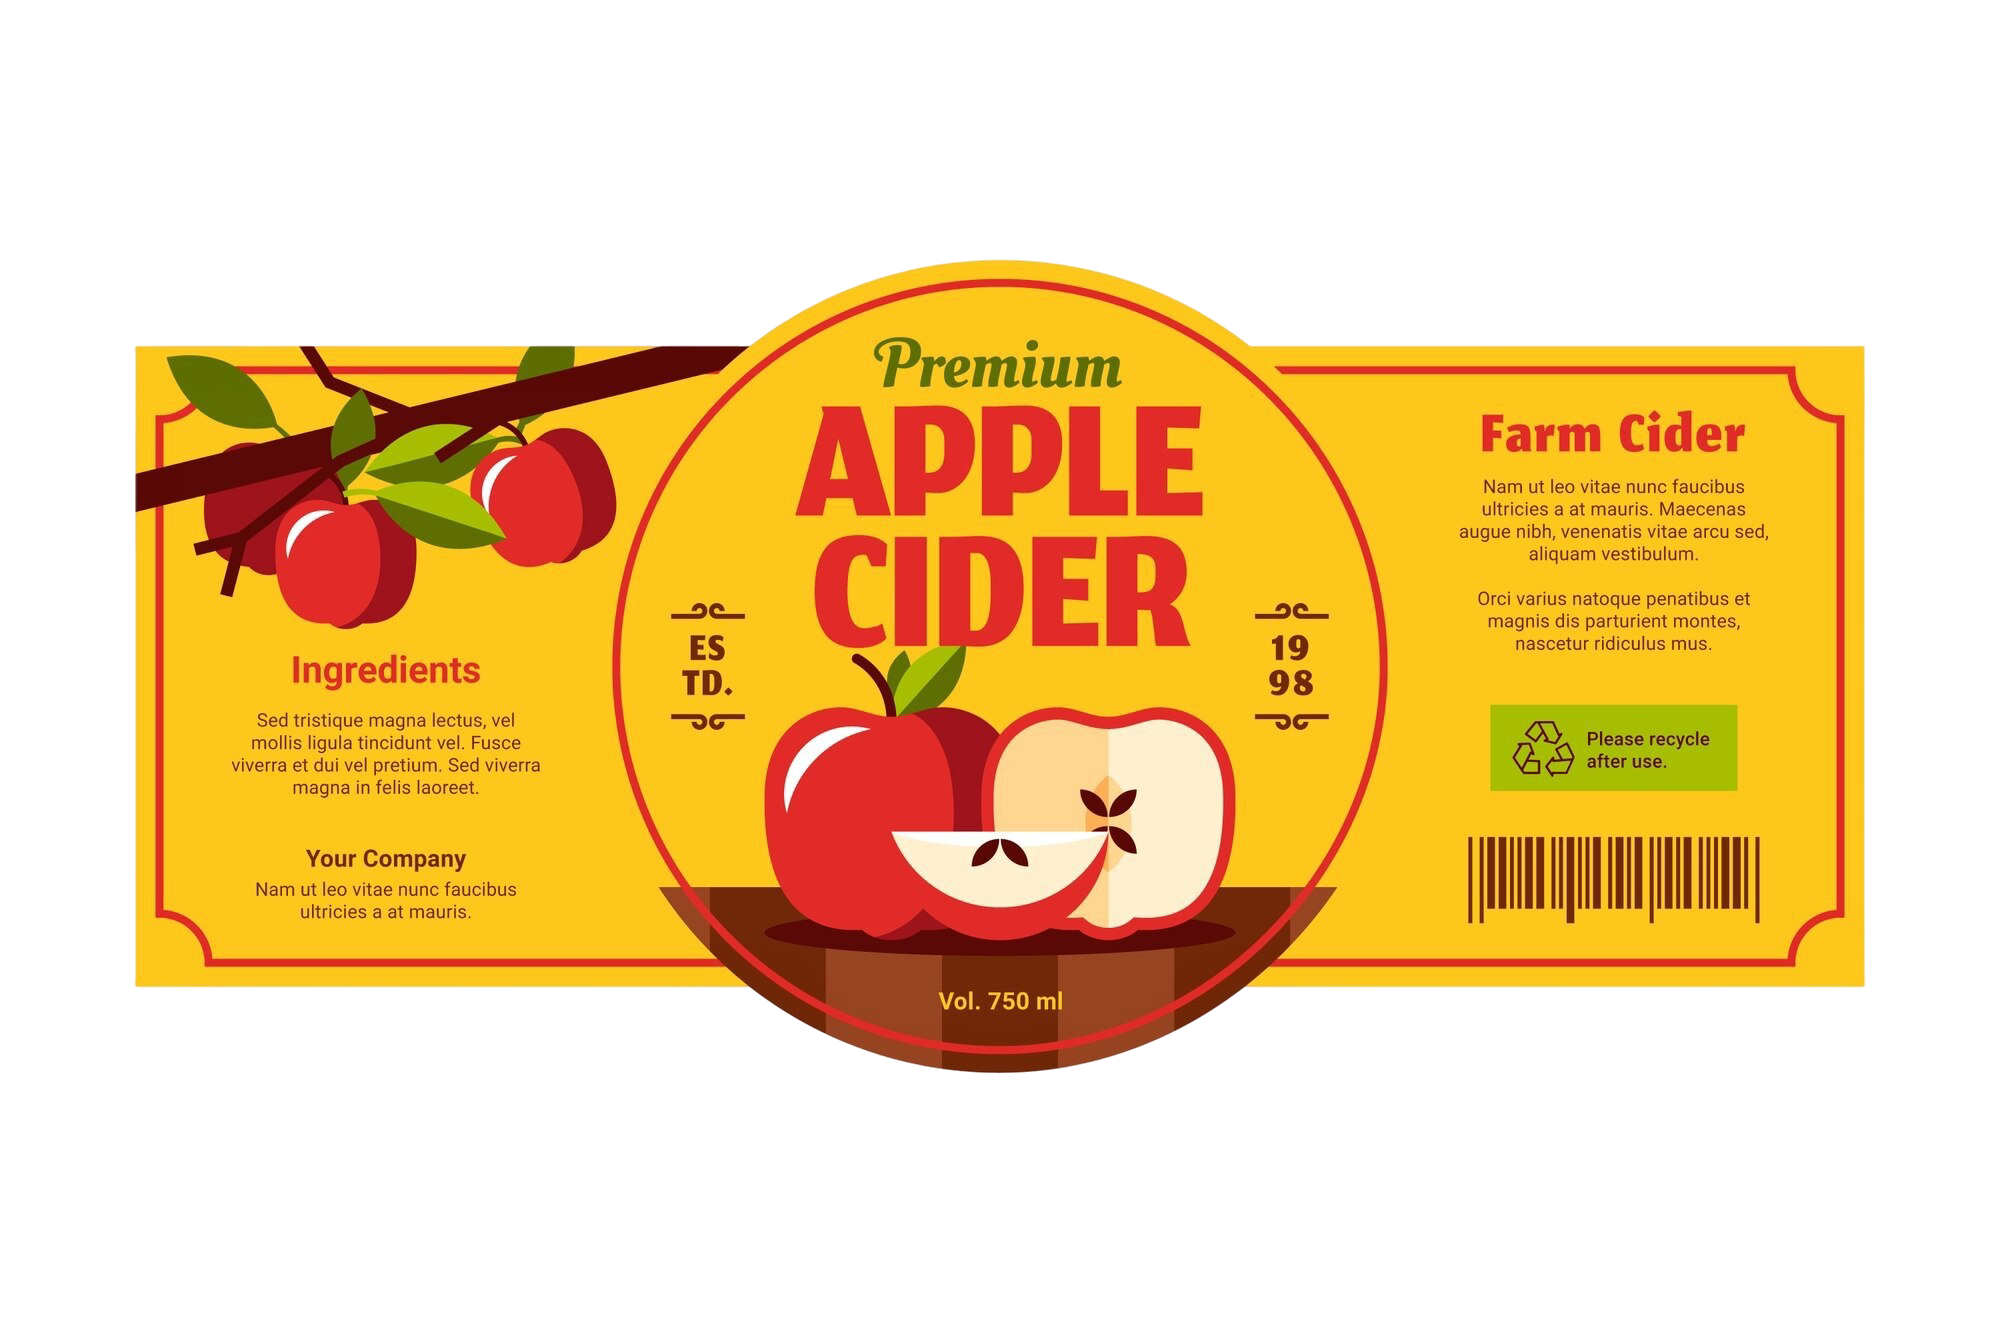 Premium
APPLE
CIDER
ES
TD.
19
98
Vol. 750 ml
Ingredients
Sed tristique magna lectus, vel
mollis ligula tincidunt vel. Fusce
viverra et dui vel pretium. Sed viverra
magna in felis laoreet.
Your Company
Nam ut leo vitae nunc faucibus
ultricies a at mauris.
Farm Cider
Nam ut leo vitae nunc faucibus
ultricies a at mauris. Maecenas
augue nibh, venenatis vitae arcu sed,
aliquam vestibulum.
Orci varius natoque penatibus et
magnis dis parturient montes,
nascetur ridiculus mus.
Please recycle
after use.